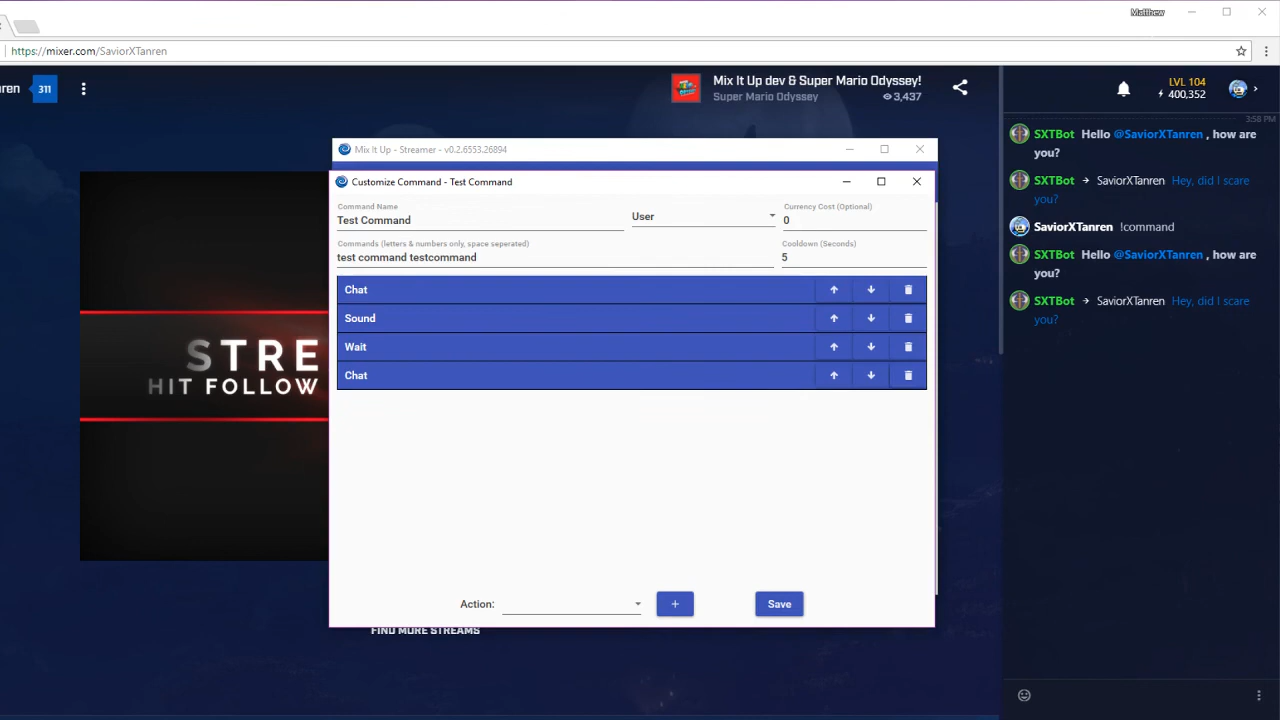 Matthew
https://mixer.com/SaviorXTanren
ren 311
Mix It Up dev & Super Mario Odyssey!
Super Mario Odyssey 3,437
LVL 104
400,352
3:58 PM
SXTBot Hello @SaviorXTanren , how are
you?
SXTBot → SaviorXTanren Hey, did I scare
you?
SaviorXTanren !command
SXTBot Hello @SaviorXTanren , how are
you?
SXTBot → SaviorXTanren Hey, did I scare
you?
STRE
HIT FOLLOW
Mix It Up - Streamer - v0.2.6553.26894
Customize Command - Test Command
Command Name
Test Command
User
Currency Cost (Optional)
0
Commands (letters & numbers only, space seperated)
test command testcommand
Cooldown (Seconds)
5
Chat
Sound
Wait
Chat
Action:
+
Save
FIND MORE STREAMS